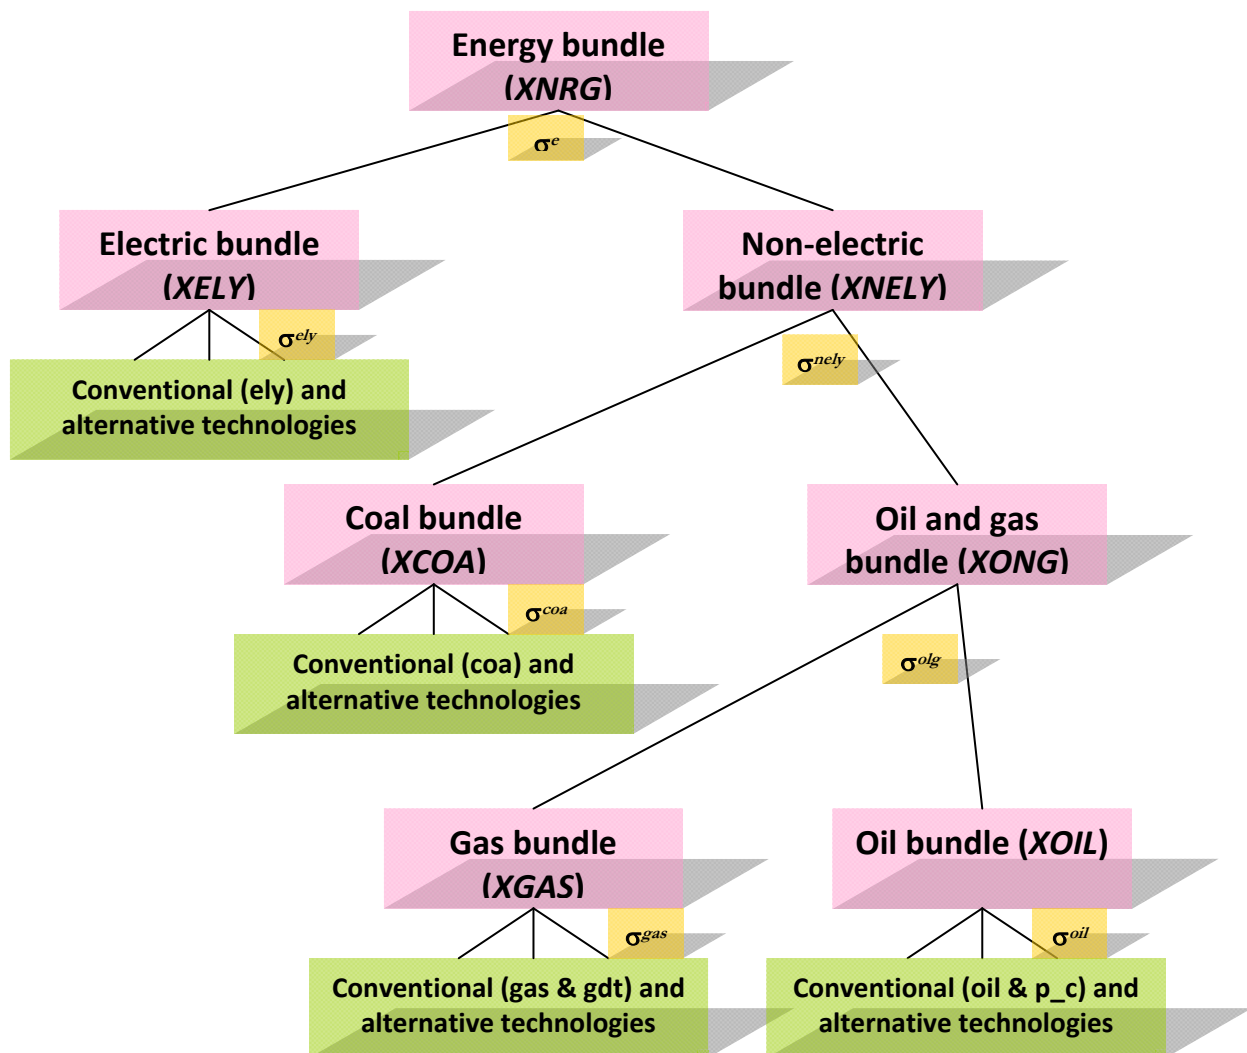 Energy bundle
(XNRG)
σᵉ
Electric bundle
(XELY)
Non-electric
bundle (XNELY)
σᵉˡʸ
σⁿᵉˡʸ
Conventional (ely) and
alternative technologies
Coal bundle
(XCOA)
Oil and gas
bundle (XONG)
σᶜᵒᵃ
Conventional (coa) and
alternative technologies
σᵒˡᵍ
Gas bundle
(XGAS)
Oil bundle (XOIL)
σᵍᵃˢ
σᵒⁱˡ
Conventional (gas & gdt) and
alternative technologies
Conventional (oil & p_c) and
alternative technologies